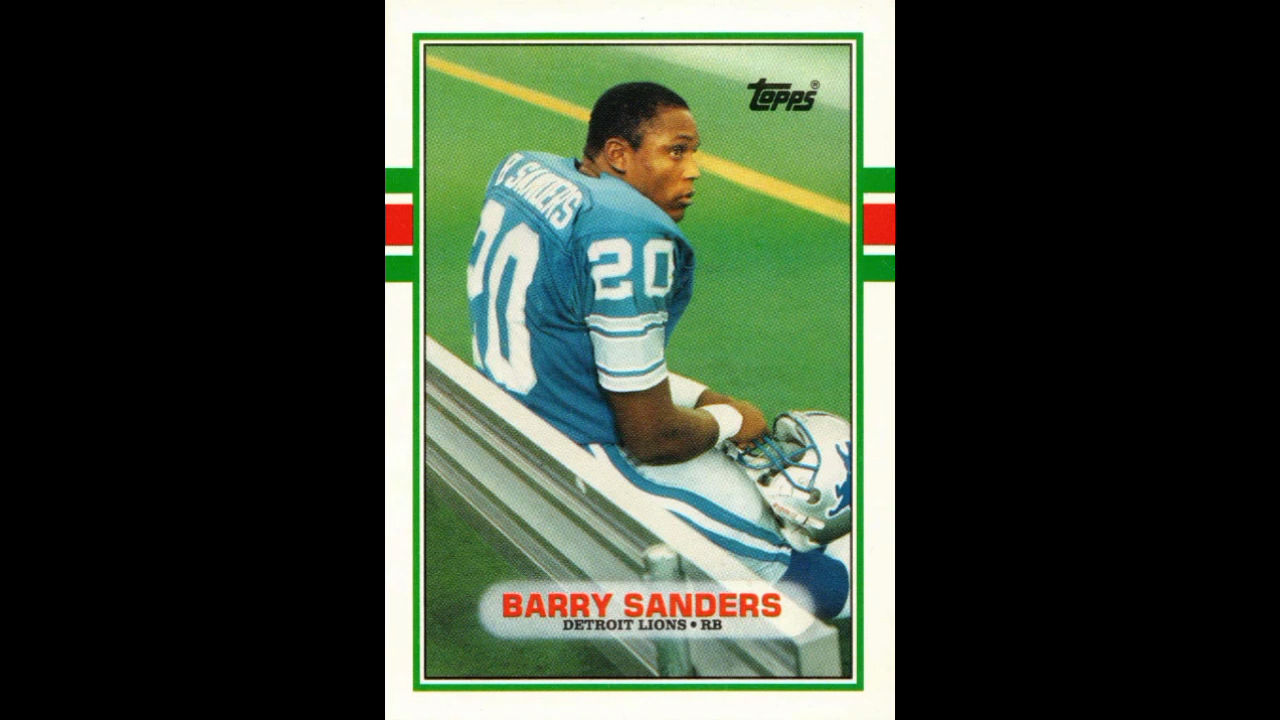 topps®
B SANDERS
20
20
BARRY SANDERS
DETROIT LIONS • RB